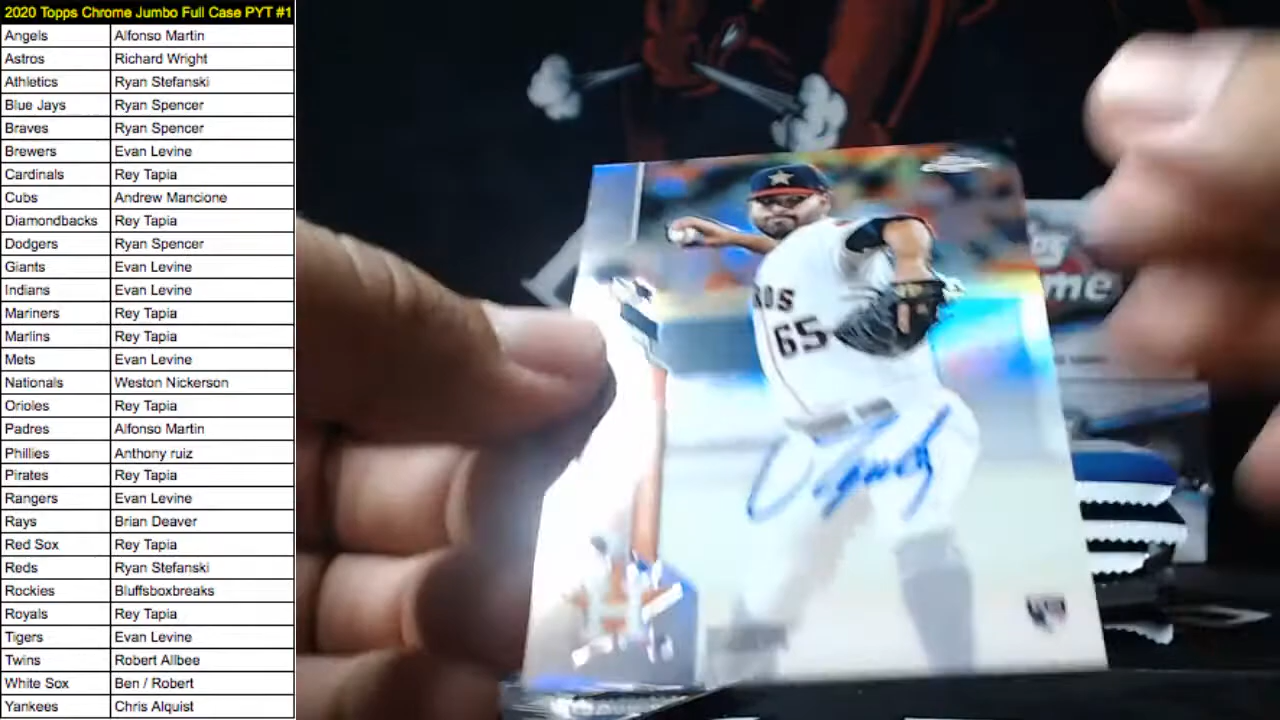 2020 Topps Chrome Jumbo Full Case PYT #1
Angels Alfonso Martin
Astros Richard Wright
Athletics Ryan Stefanski
Blue Jays Ryan Spencer
Braves Ryan Spencer
Brewers Evan Levine
Cardinals Rey Tapia
Cubs Andrew Mancione
Diamondbacks Rey Tapia
Dodgers Ryan Spencer
Giants Evan Levine
Indians Evan Levine
Mariners Rey Tapia
Marlins Rey Tapia
Mets Evan Levine
Nationals Weston Nickerson
Orioles Rey Tapia
Padres Alfonso Martin
Phillies Anthony ruiz
Pirates Rey Tapia
Rangers Evan Levine
Rays Brian Deaver
Red Sox Rey Tapia
Reds Ryan Stefanski
Rockies Bluffsboxbreaks
Royals Rey Tapia
Tigers Evan Levine
Twins Robert Allbee
White Sox Ben / Robert
Yankees Chris Alquist
ROS
65
H